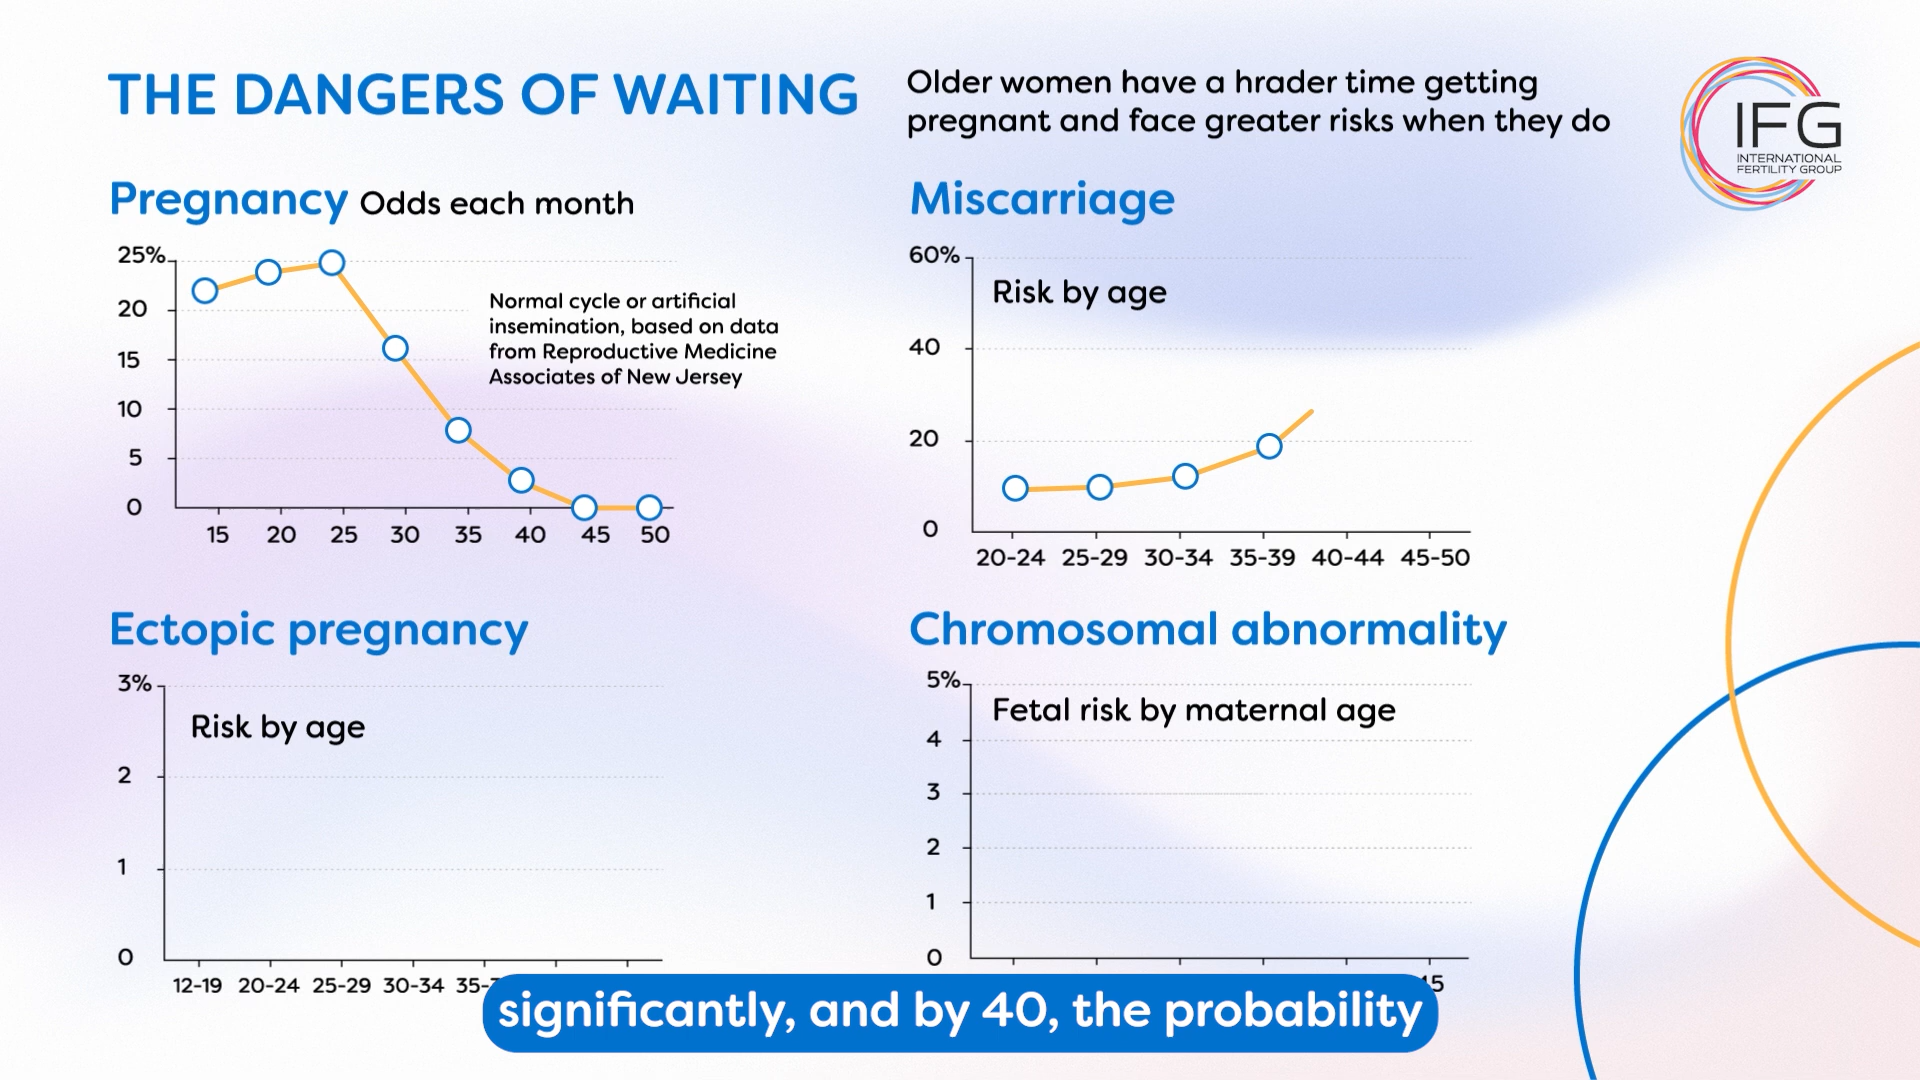 THE DANGERS OF WAITING
Older women have a hrader time getting
pregnant and face greater risks when they do
IFG
INTERNATIONAL
FERTILITY GROUP
Pregnancy Odds each month
25%
20
15
10
5
0
Normal cycle or artificial
insemination, based on data
from Reproductive Medicine
Associates of New Jersey
15 20 25 30 35 40 45 50
Miscarriage
60%
Risk by age
40
20
0
20-24 25-29 30-34 35-39 40-44 45-50
Ectopic pregnancy
3%
Risk by age
2
1
0
12-19 20-24 25-29 30-34
Chromosomal abnormality
5%
Fetal risk by maternal age
4
3
2
1
0
significantly, and by 40, the probability